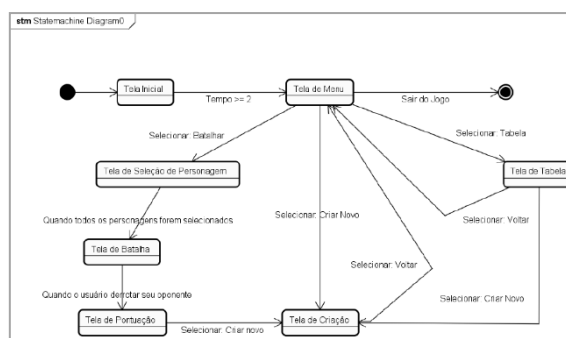 stm Statemachine Diagram0
Tela Inicial
Tempo >= 2
Tela de Menu
Sair do Jogo
Selecionar: Batalhar
Selecionar: Tabela
Tela de Seleção de Personagem
Tela de Tabela
Quando todos os personagens forem selecionados
Selecionar: Criar Novo
Selecionar: Voltar
Tela de Batalha
Selecionar: Voltar
Quando o usuário derrotar seu oponente
Selecionar: Criar Novo
Tela de Pontuação
Selecionar: Criar novo
Tela de Criação